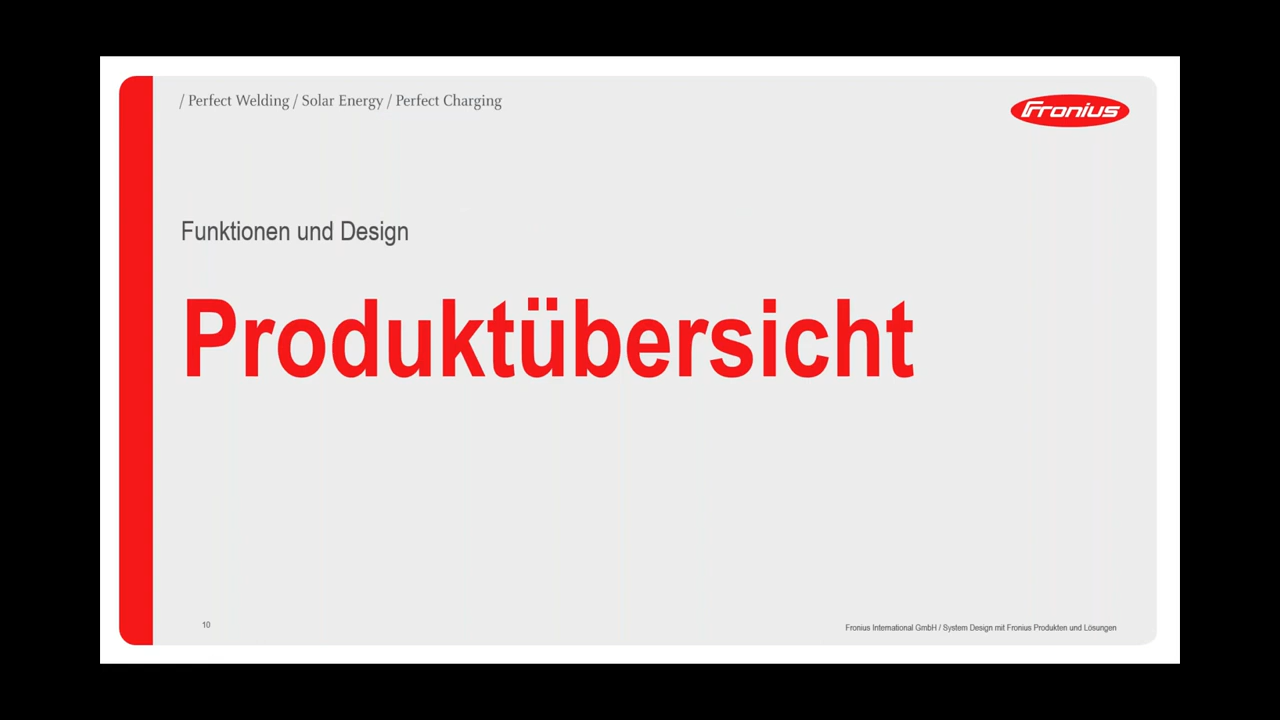 / Perfect Welding / Solar Energy / Perfect Charging
Fronius
Funktionen und Design
Produktübersicht
10
Fronius International GmbH / System Design mit Fronius Produkten und Lösungen